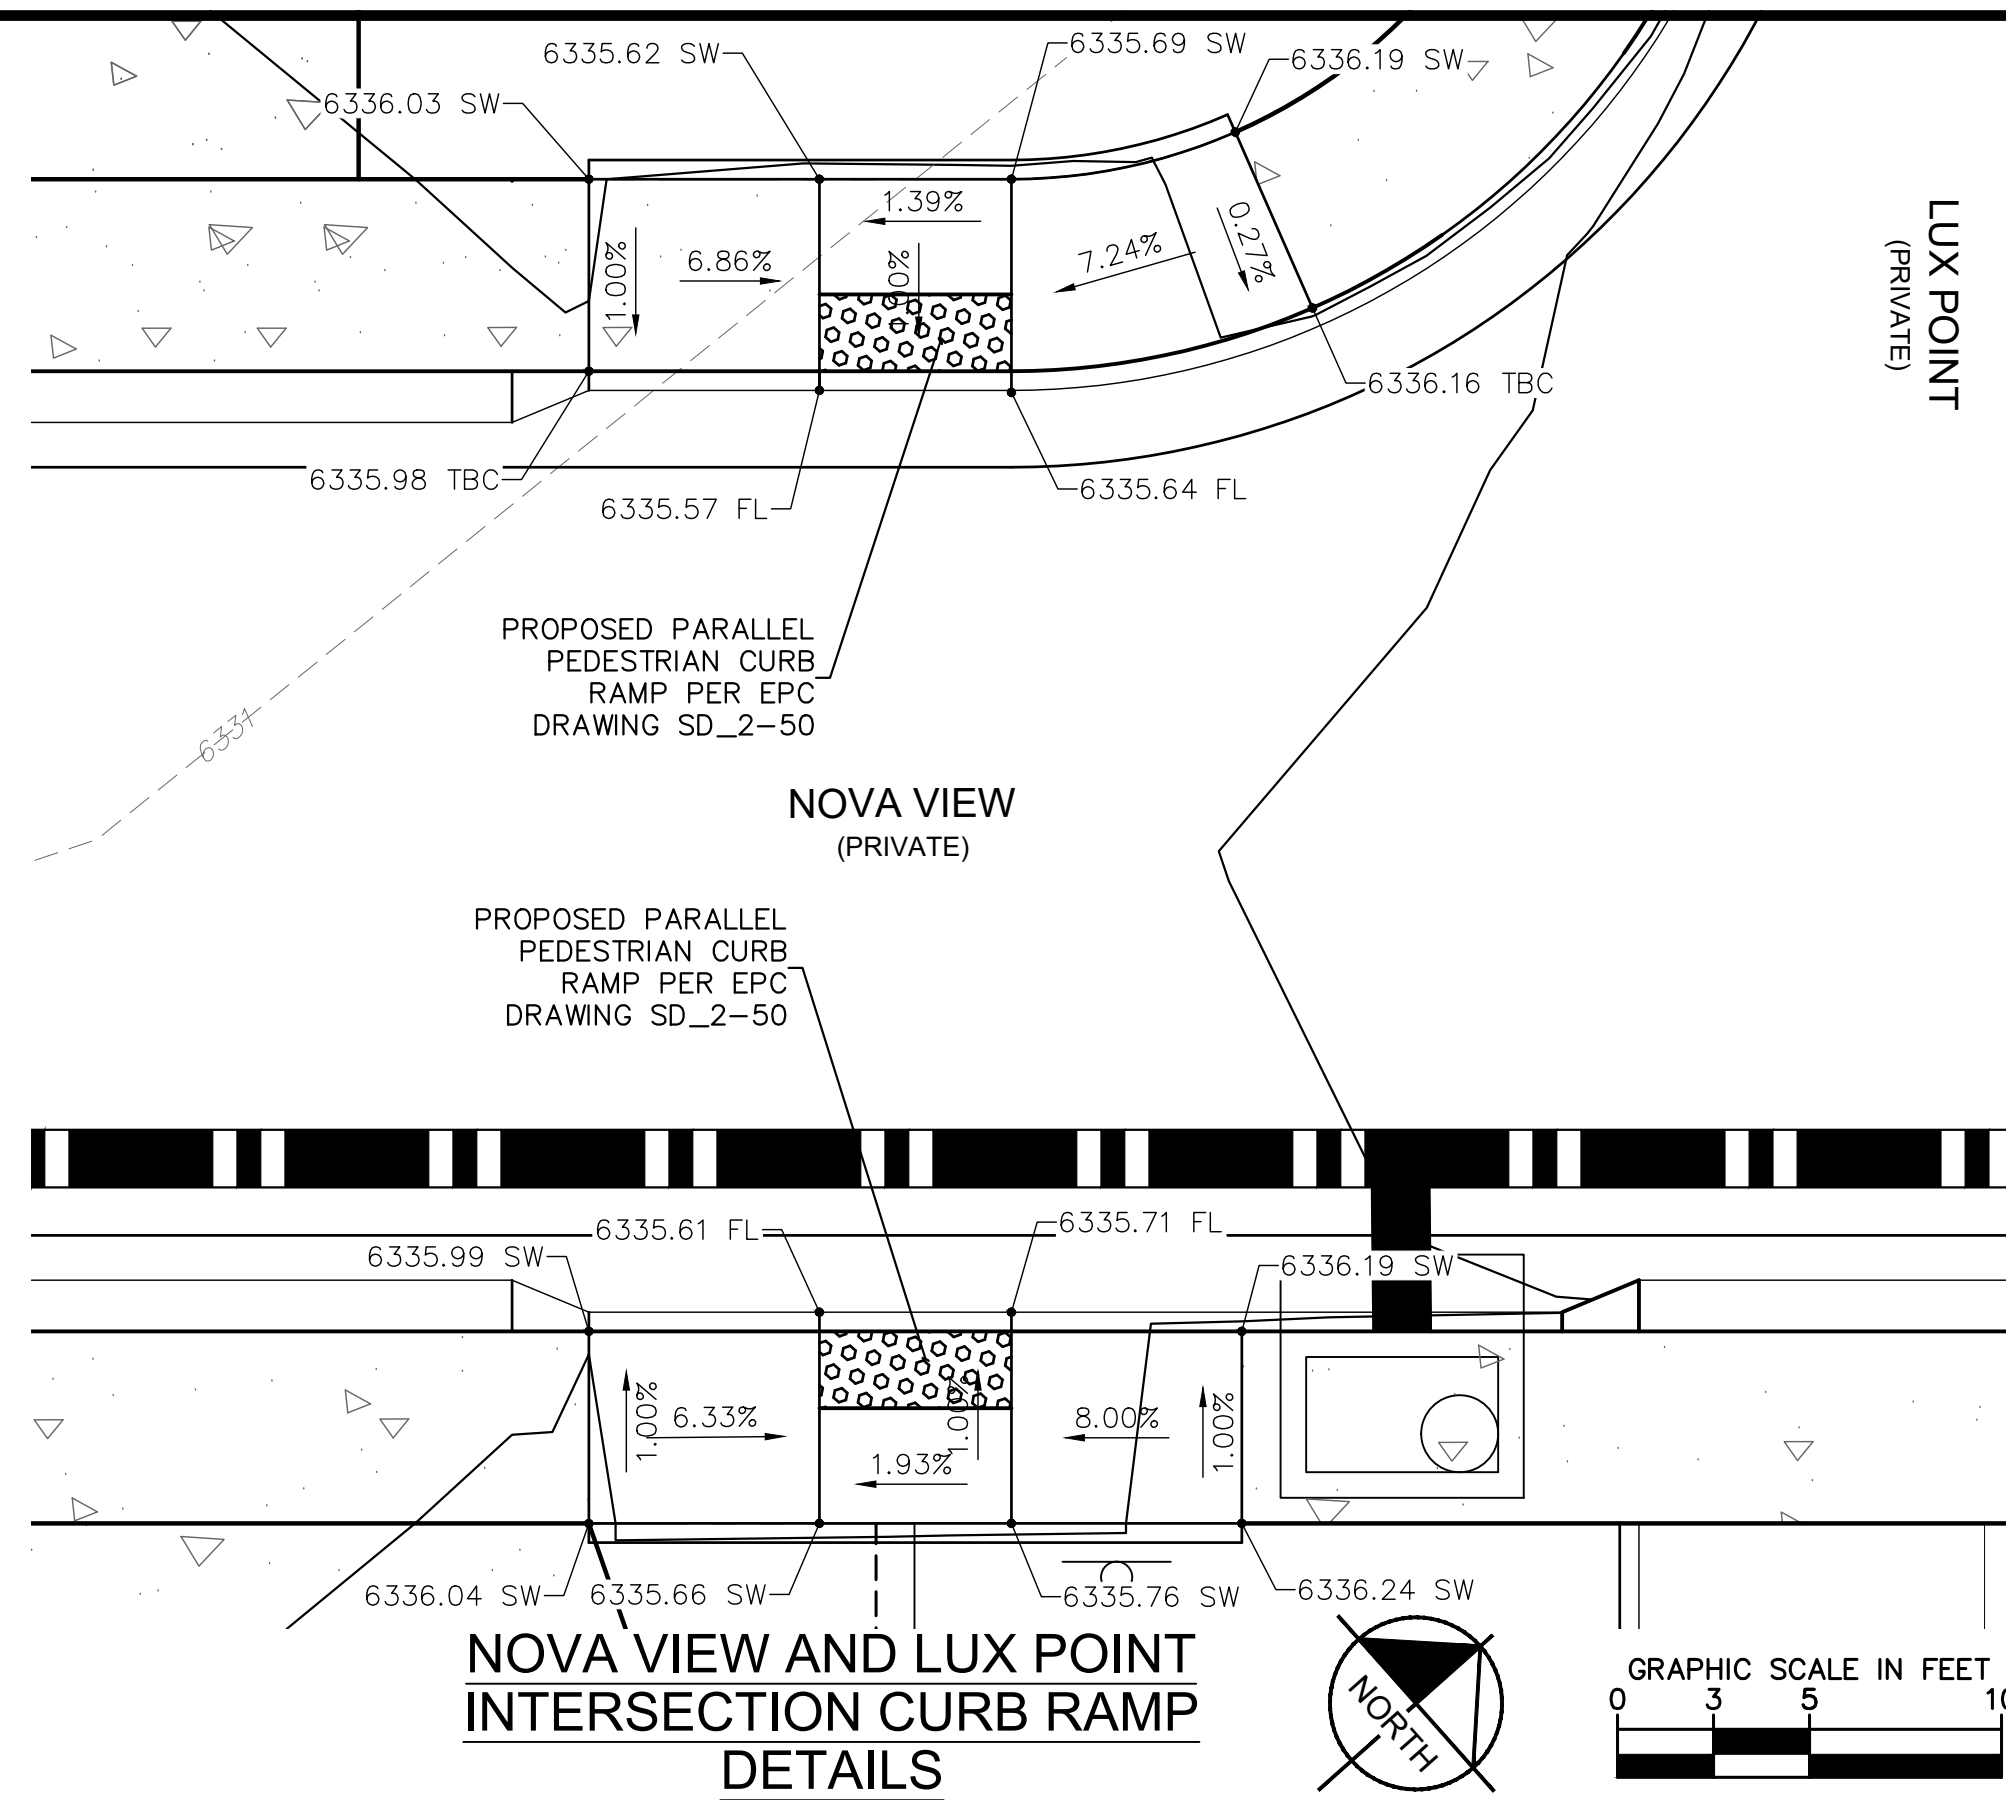 6335.62 SW
6335.69 SW
6336.19 SW
6336.03 SW
1.39%
1.00%
6.86%
7.24%
0.27%
LUX POINT
(PRIVATE)
6336.16 TBC
6335.98 TBC
6335.57 FL
6335.64 FL
PROPOSED PARALLEL
PEDESTRIAN CURB
RAMP PER EPC
DRAWING SD_2-50
NOVA VIEW
(PRIVATE)
PROPOSED PARALLEL
PEDESTRIAN CURB
RAMP PER EPC
DRAWING SD_2-50
6335.61 FL
6335.71 FL
6335.99 SW
6336.19 SW
1.00%
6.33%
1.00%
1.93%
8.00%
1.00%
6336.04 SW
6335.66 SW
6335.76 SW
6336.24 SW
NOVA VIEW AND LUX POINT
INTERSECTION CURB RAMP
DETAILS
NORTH
GRAPHIC SCALE IN FEET
0 3 5